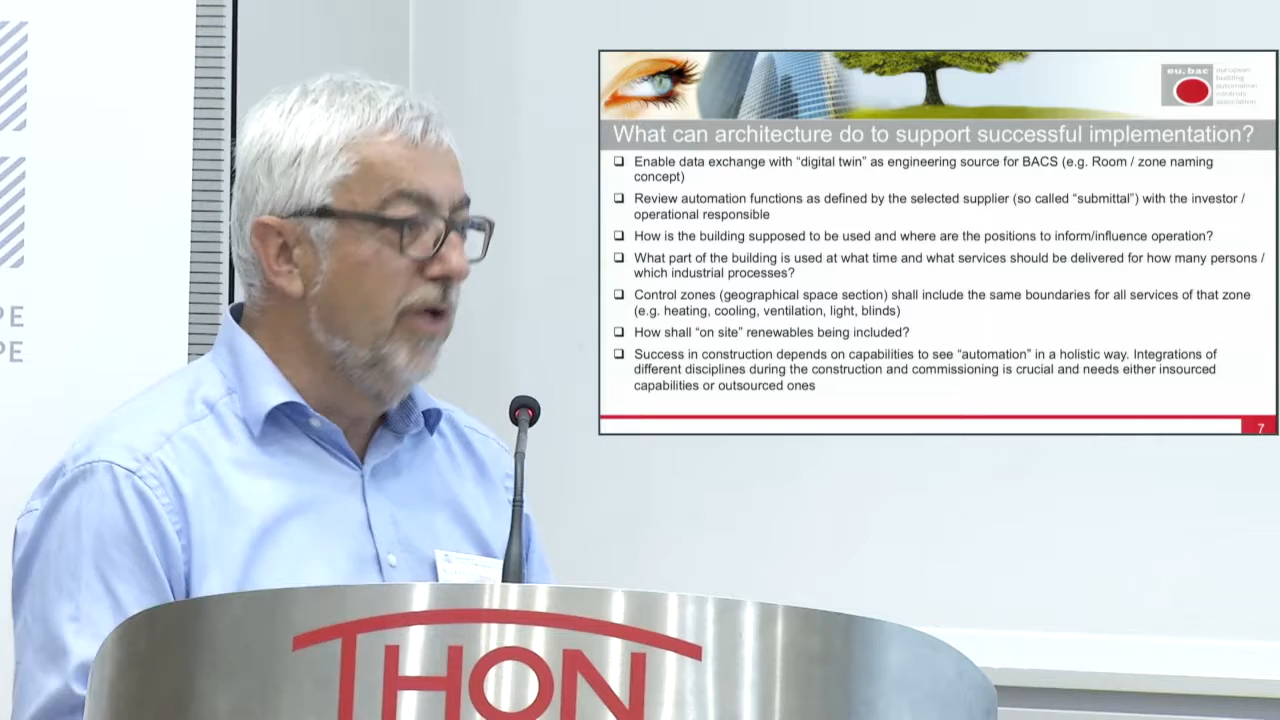 PE
PE
eu.bac
european
building
automation
controls
association
What can architecture do to support successful implementation?
❑ Enable data exchange with “digital twin” as engineering source for BACS (e.g. Room / zone naming
concept)
❑ Review automation functions as defined by the selected supplier (so called “submittal”) with the investor /
operational responsible
❑ How is the building supposed to be used and where are the positions to inform/influence operation?
❑ What part of the building is used at what time and what services should be delivered for how many persons /
which industrial processes?
❑ Control zones (geographical space section) shall include the same boundaries for all services of that zone
(e.g. heating, cooling, ventilation, light, blinds)
❑ How shall “on site” renewables being included?
❑ Success in construction depends on capabilities to see “automation” in a holistic way. Integrations of
different disciplines during the construction and commissioning is crucial and needs either insourced
capabilities or outsourced ones
7
THON